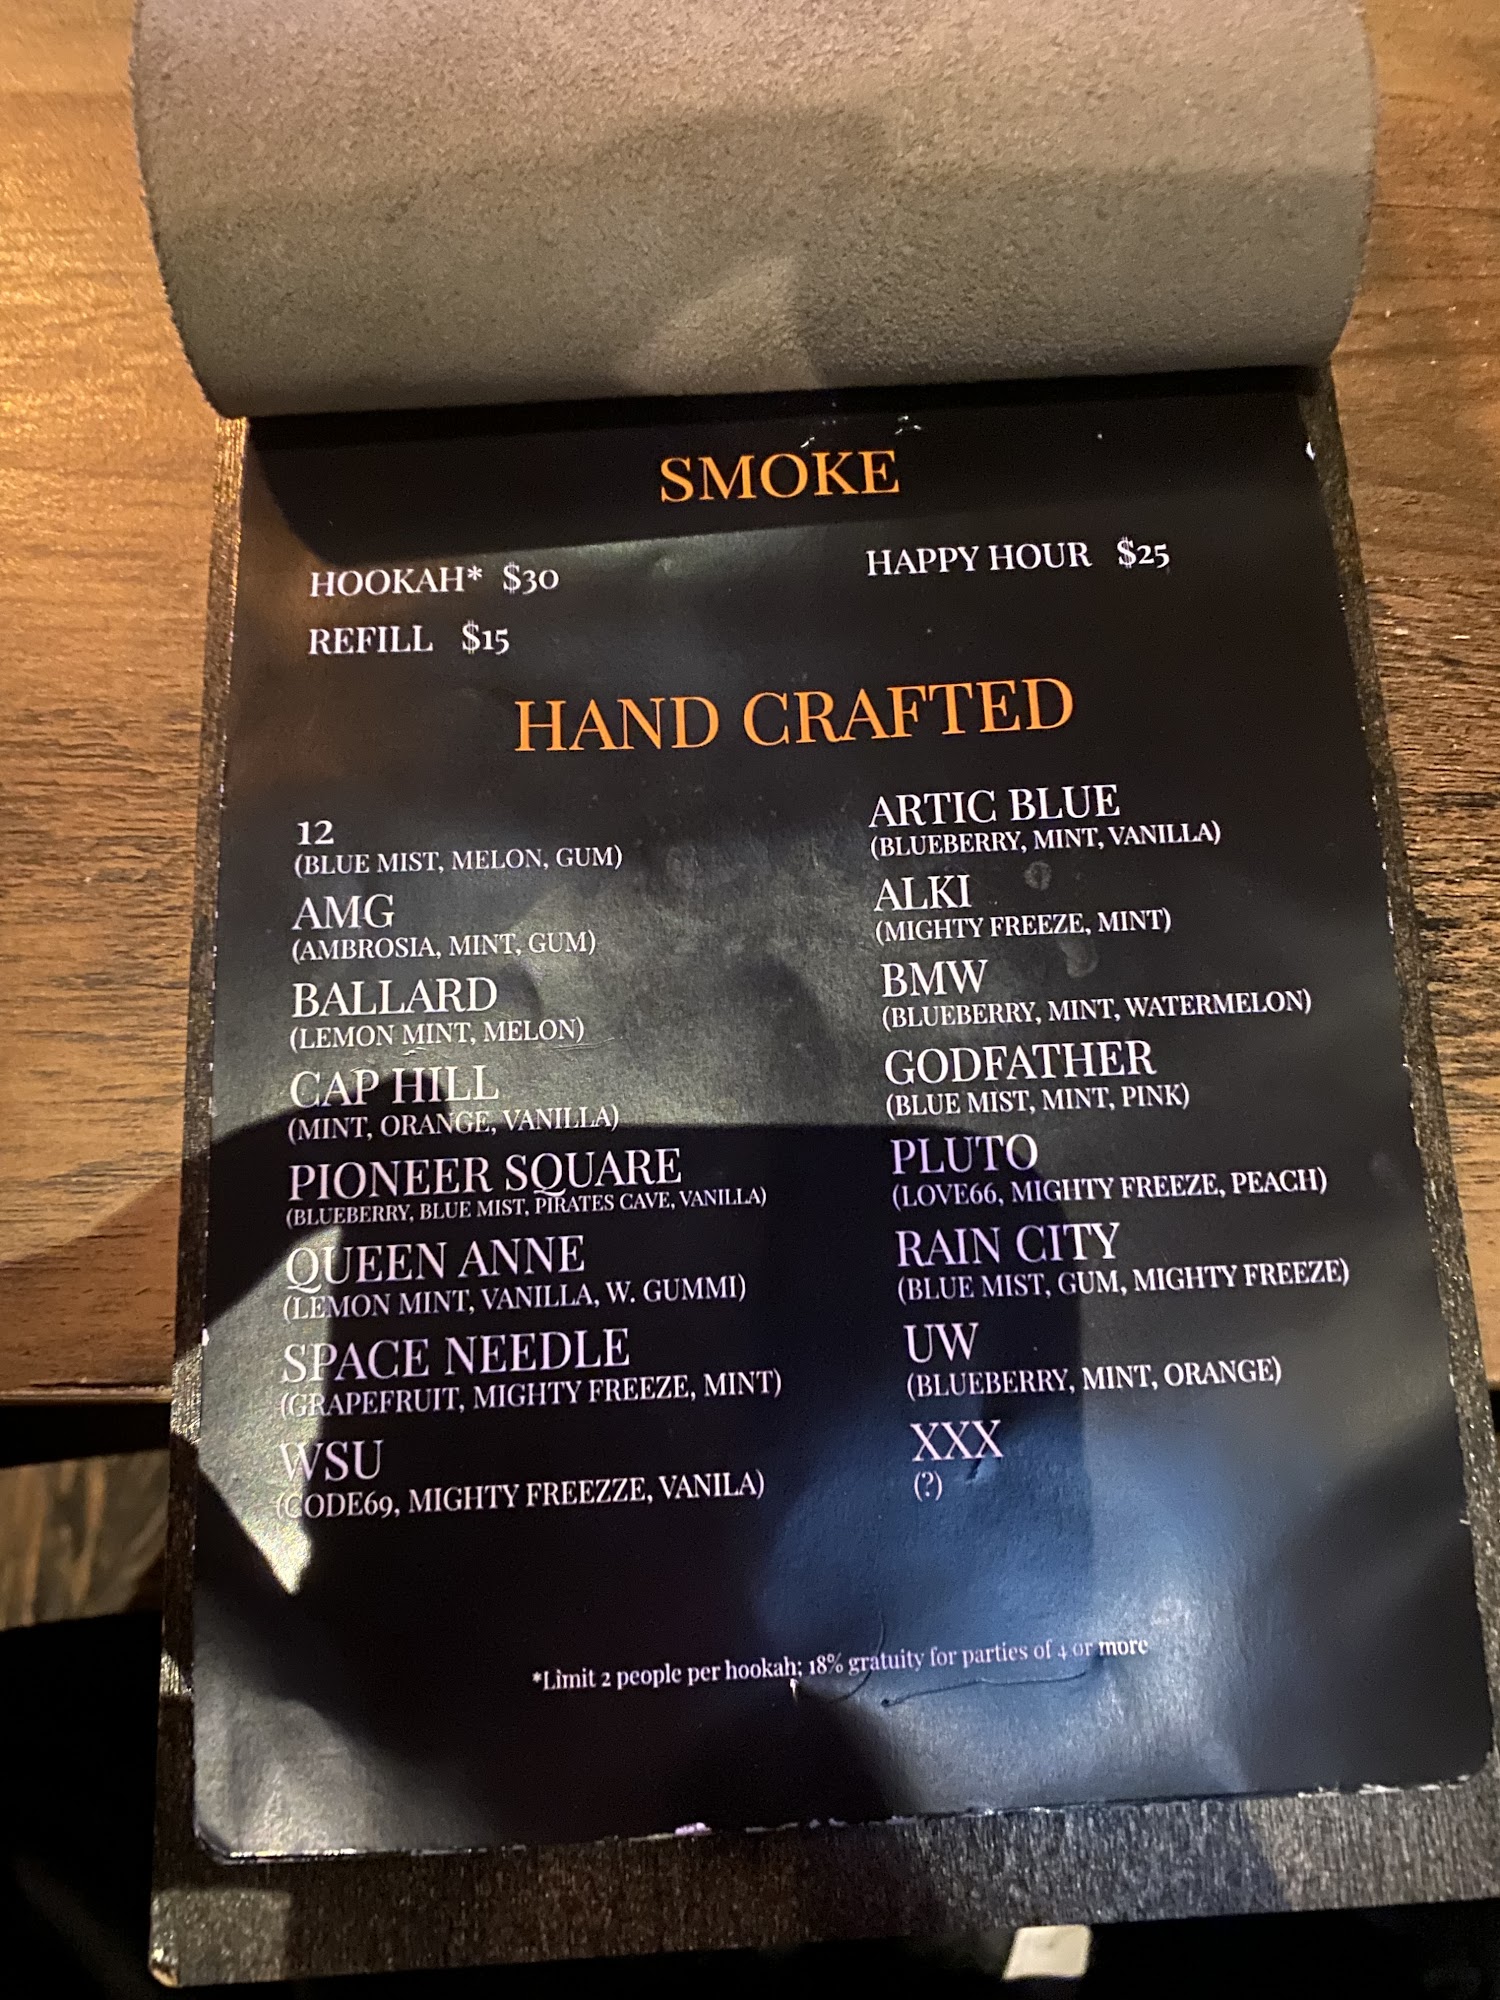 SMOKE
HOOKAH* $30
HAPPY HOUR $25
REFILL $15
HAND CRAFTED
12
(BLUE MIST, MELON, GUM)
AMG
(AMBROSIA, MINT, GUM)
BALLARD
(LEMON MINT, MELON)
CAP HILL
(MINT, ORANGE, VANILLA)
PIONEER SQUARE
(BLUEBERRY, BLUE MIST, PIRATES CAVE, VANILLA)
QUEEN ANNE
(LEMON MINT, VANILLA, W. GUMMI)
SPACE NEEDLE
(GRAPEFRUIT, MIGHTY FREEZE, MINT)
WSU
(CODE69, MIGHTY FREEZZE, VANILA)
ARTIC BLUE
(BLUEBERRY, MINT, VANILLA)
ALKI
(MIGHTY FREEZE, MINT)
BMW
(BLUEBERRY, MINT, WATERMELON)
GODFATHER
(BLUE MIST, MINT, PINK)
PLUTO
(LOVE66, MIGHTY FREEZE, PEACH)
RAIN CITY
(BLUE MIST, GUM, MIGHTY FREEZE)
UW
(BLUEBERRY, MINT, ORANGE)
XXX
(?)
*Limit 2 people per hookah; 18% gratuity for parties of 4 or more